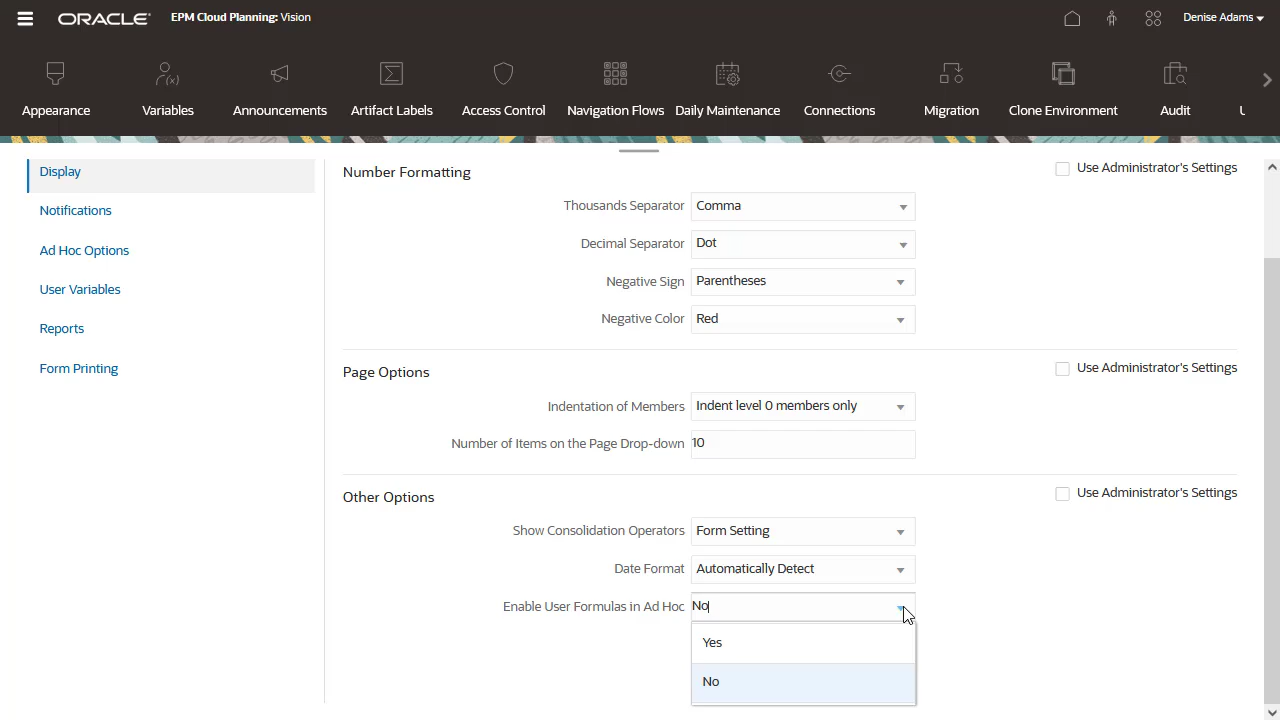 ORACLE® EPM Cloud Planning: Vision Denise Adams
Appearance Variables Announcements Artifact Labels Access Control Navigation Flows Daily Maintenance Connections Migration Clone Environment Audit U
Display
Notifications
Ad Hoc Options
User Variables
Reports
Form Printing
Number Formatting Use Administrator's Settings
Thousands Separator Comma
Decimal Separator Dot
Negative Sign Parentheses
Negative Color Red
Page Options Use Administrator's Settings
Indentation of Members Indent level 0 members only
Number of Items on the Page Drop-down 10
Other Options Use Administrator's Settings
Show Consolidation Operators Form Setting
Date Format Automatically Detect
Enable User Formulas in Ad Hoc No
Yes
No